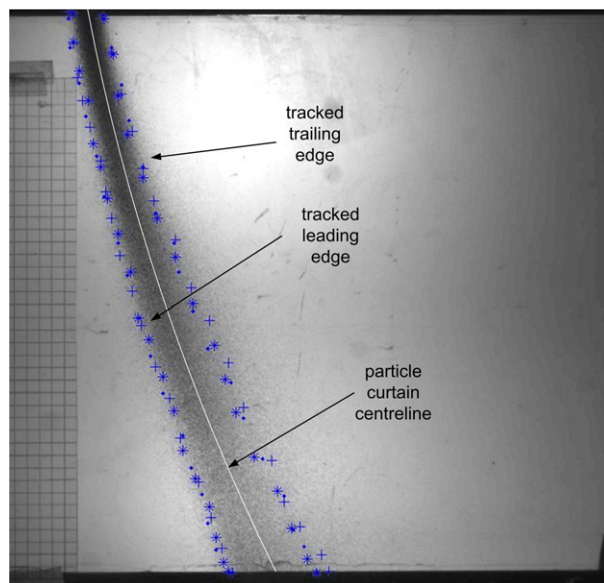 tracked
trailing
edge
tracked
leading
edge
particle
curtain
centreline